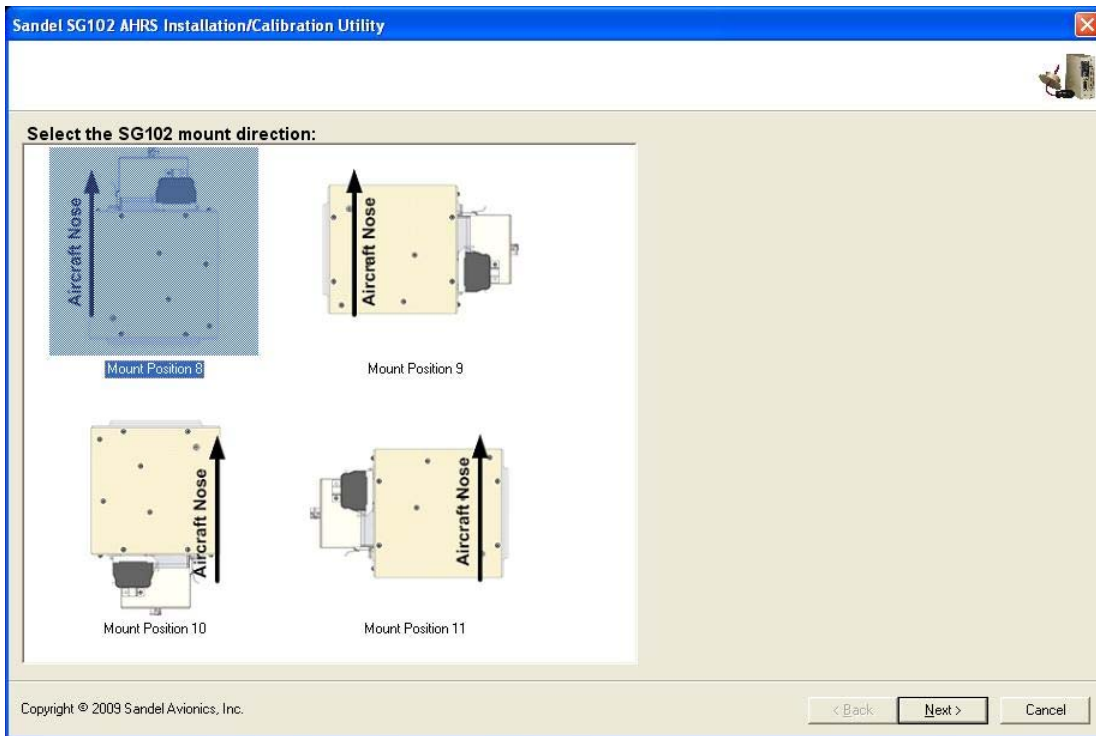 Sandel SG102 AHRS Installation/Calibration Utility
Select the SG102 mount direction:
Aircraft Nose
Aircraft Nose
Mount Position 8
Mount Position 9
Aircraft Nose
Aircraft Nose
Mount Position 10
Mount Position 11
Copyright © 2009 Sandel Avionics, Inc.
< Back
Next >
Cancel